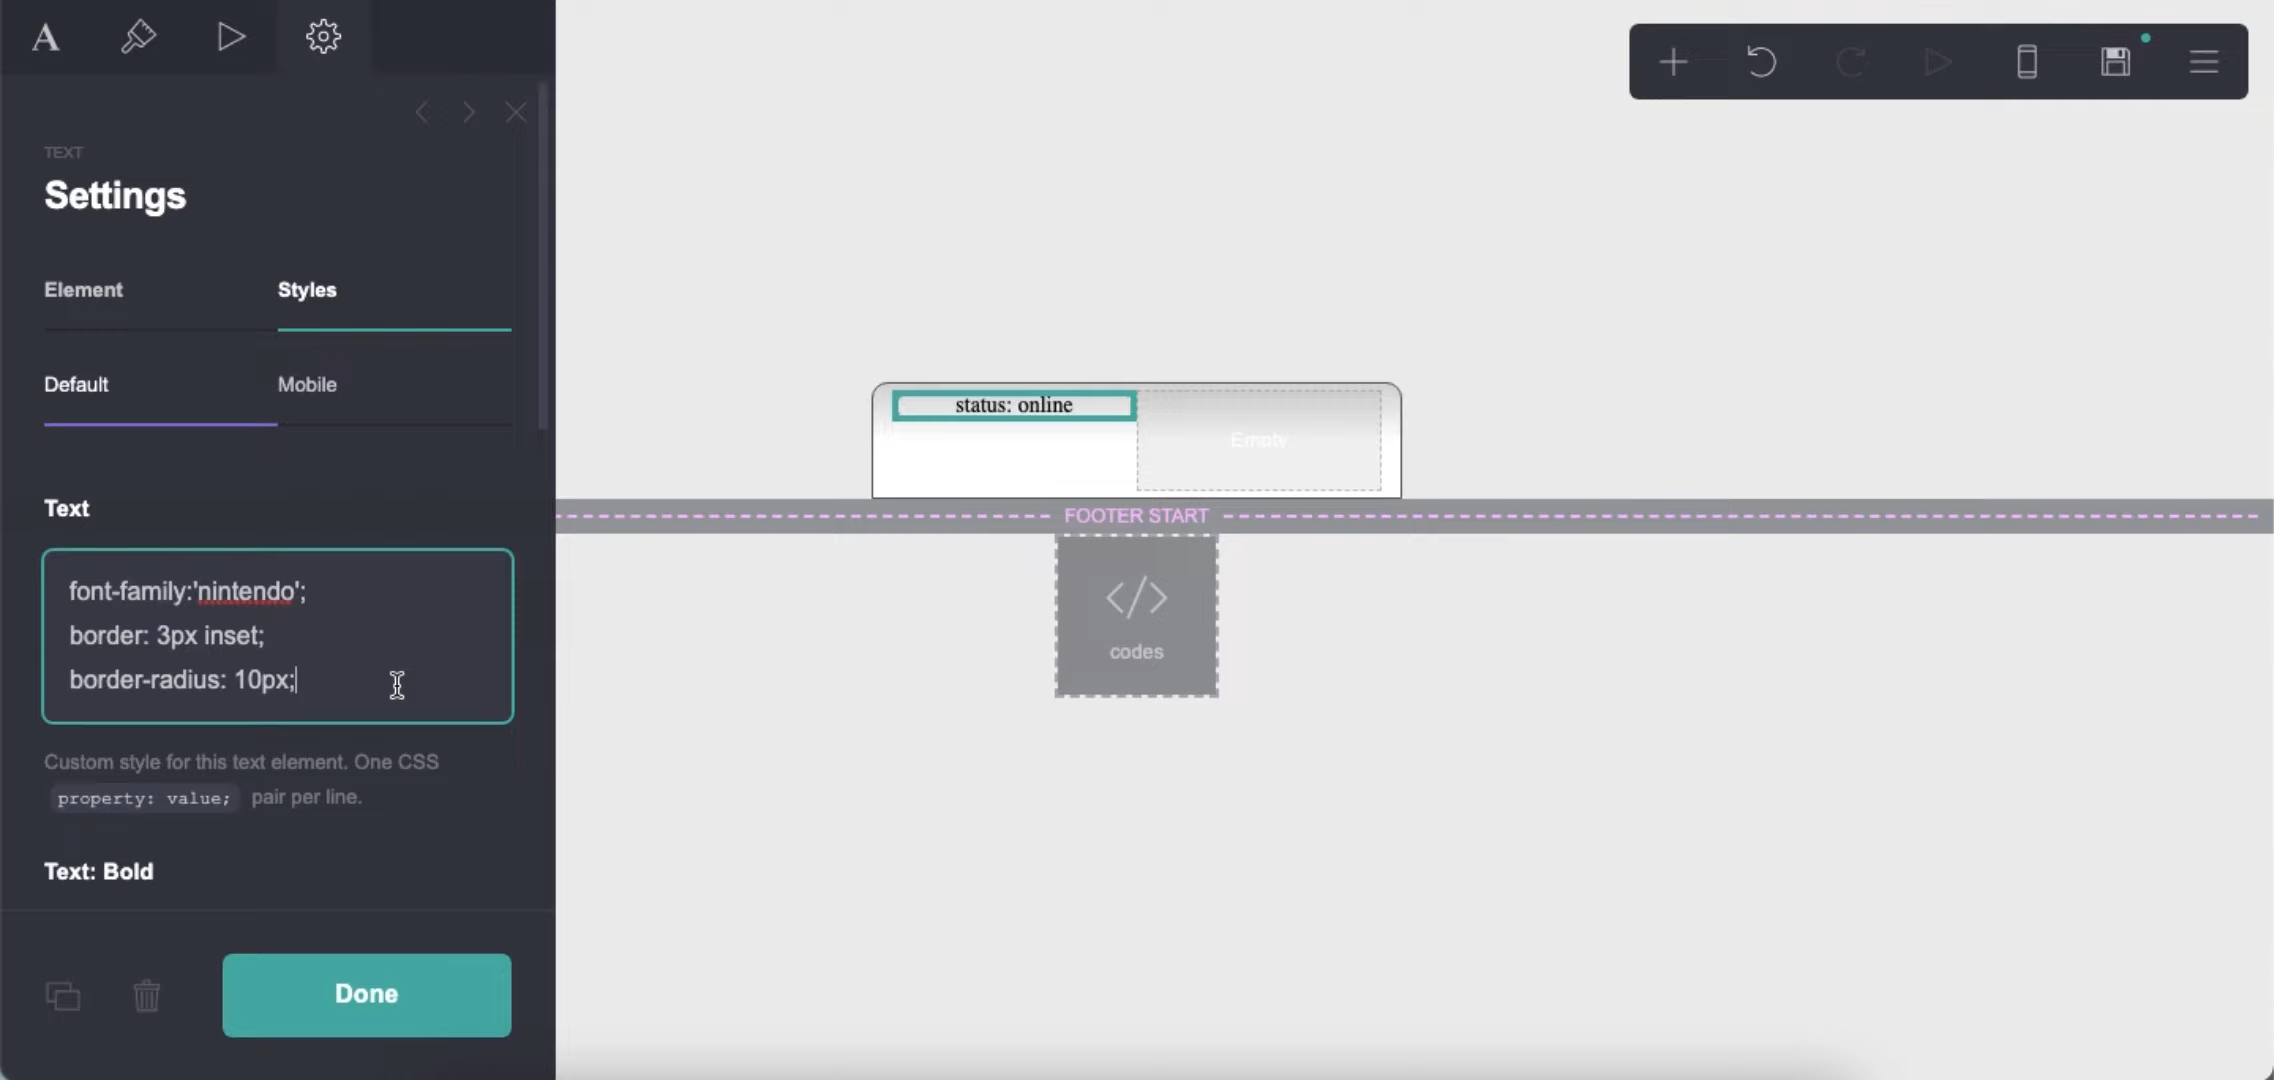 A
TEXT
Settings
Element
Styles
Default
Mobile
Text
font-family:'nintendo';
border: 3px inset;
border-radius: 10px;
Custom style for this text element. One CSS
property: value; pair per line.
Text: Bold
Done
status: online
Empty
FOOTER START
</>
codes